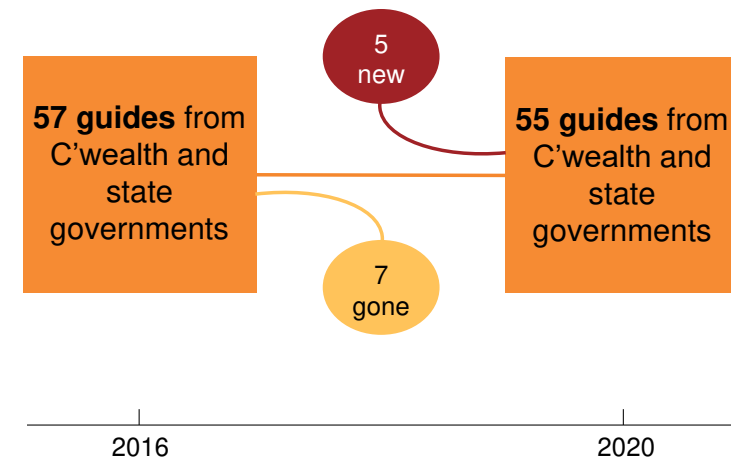 5
new
57 guides from
C'wealth and
state
governments
55 guides from
C'wealth and
state
governments
7
gone
2016
2020